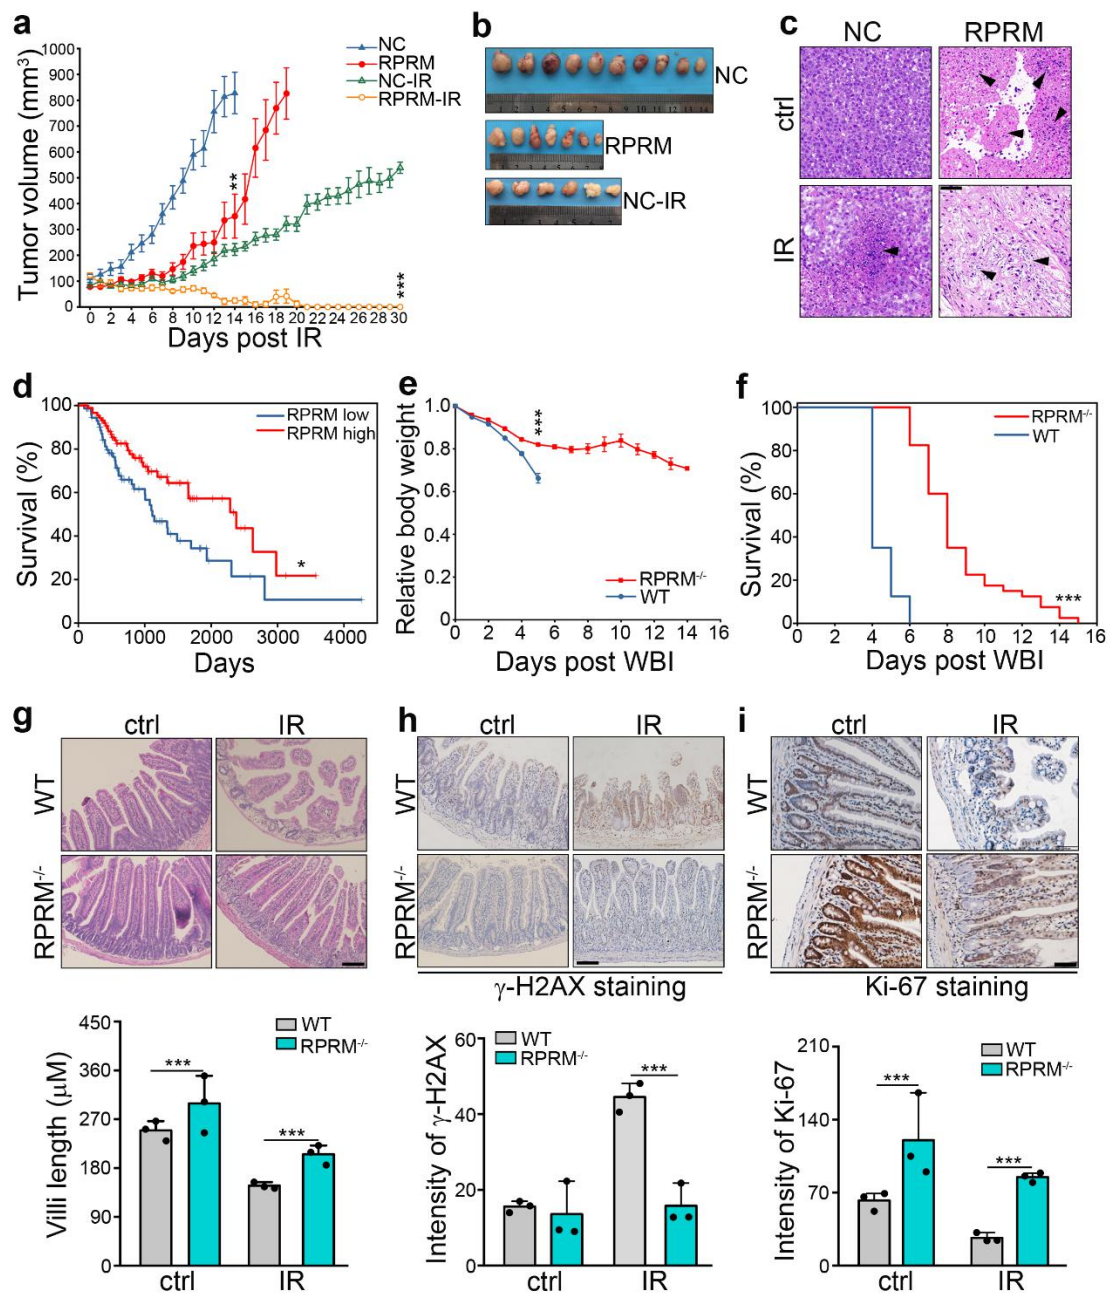 a
Tumor volume (mm³)
1000
900
800
700
600
500
400
300
200
100
0
NC
RPRM
NC-IR
RPRM-IR
**
***
0 2 4 6 8 10 12 14 16 18 20 22 24 26 28 30
Days post IR
b
NC
RPRM
NC-IR
c
NC RPRM
ctrl
IR
d
Survival (%)
100
80
60
40
20
0
RPRM low
RPRM high
*
0 1000 2000 3000 4000
Days
e
Relative body weight
1.0
0.8
0.6
0.4
0.2
0
***
RPRM-/-
WT
0 2 4 6 8 10 12 14 16
Days post WBI
f
Survival (%)
100
80
60
40
20
0
RPRM-/-
WT
***
0 2 4 6 8 10 12 14 16
Days post WBI
g
ctrl IR
WT
RPRM-/-
h
ctrl IR
WT
RPRM-/-
γ-H2AX staining
i
ctrl IR
WT
RPRM-/-
Ki-67 staining
Villi length (μM)
450
360
270
180
90
0
WT
RPRM-/-
***
***
ctrl IR
Intensity of γ-H2AX
60
40
20
0
WT
RPRM-/-
***
ctrl IR
Intensity of Ki-67
210
140
70
0
WT
RPRM-/-
***
***
ctrl IR